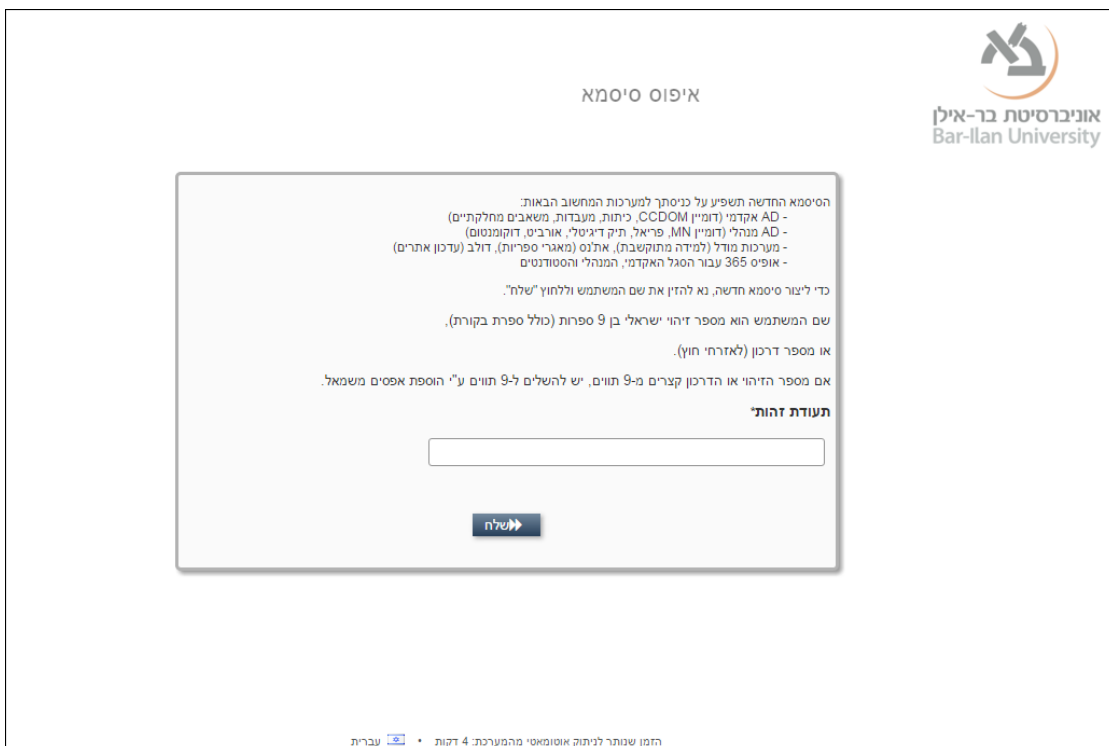 אוניברסיטת בר-אילן
Bar-Ilan University
איפוס סיסמא
הסיסמא החדשה תשפיע על כניסתך למערכות המחשוב הבאות:
- AD אקדמי (דומיין CCDOM, כיתות, מעבדות, משאבים מחלקתיים)
- AD מנהלי (דומיין MN, פריאל, תיק דיגיטלי, אורביט, דוקומנטום)
- מערכות מודל (למידה מתוקשבת), את'נס (מאגרי ספריות), דולב (עדכון אתרים)
- אופיס 365 עבור הסגל האקדמי, המנהלי והסטודנטים
כדי ליצור סיסמא חדשה, נא להזין את שם המשתמש וללחוץ "שלח".
שם המשתמש הוא מספר זיהוי ישראלי בן 9 ספרות (כולל ספרת בקורת),
או מספר דרכון (לאזרחי חוץ).
אם מספר הזיהוי או הדרכון קצרים מ-9 תווים, יש להשלים ל-9 תווים ע"י הוספת אפסים משמאל.
תעודת זהות*
שלח
הזמן שנותר לניתוק אוטומאטי מהמערכת: 4 דקות • עברית